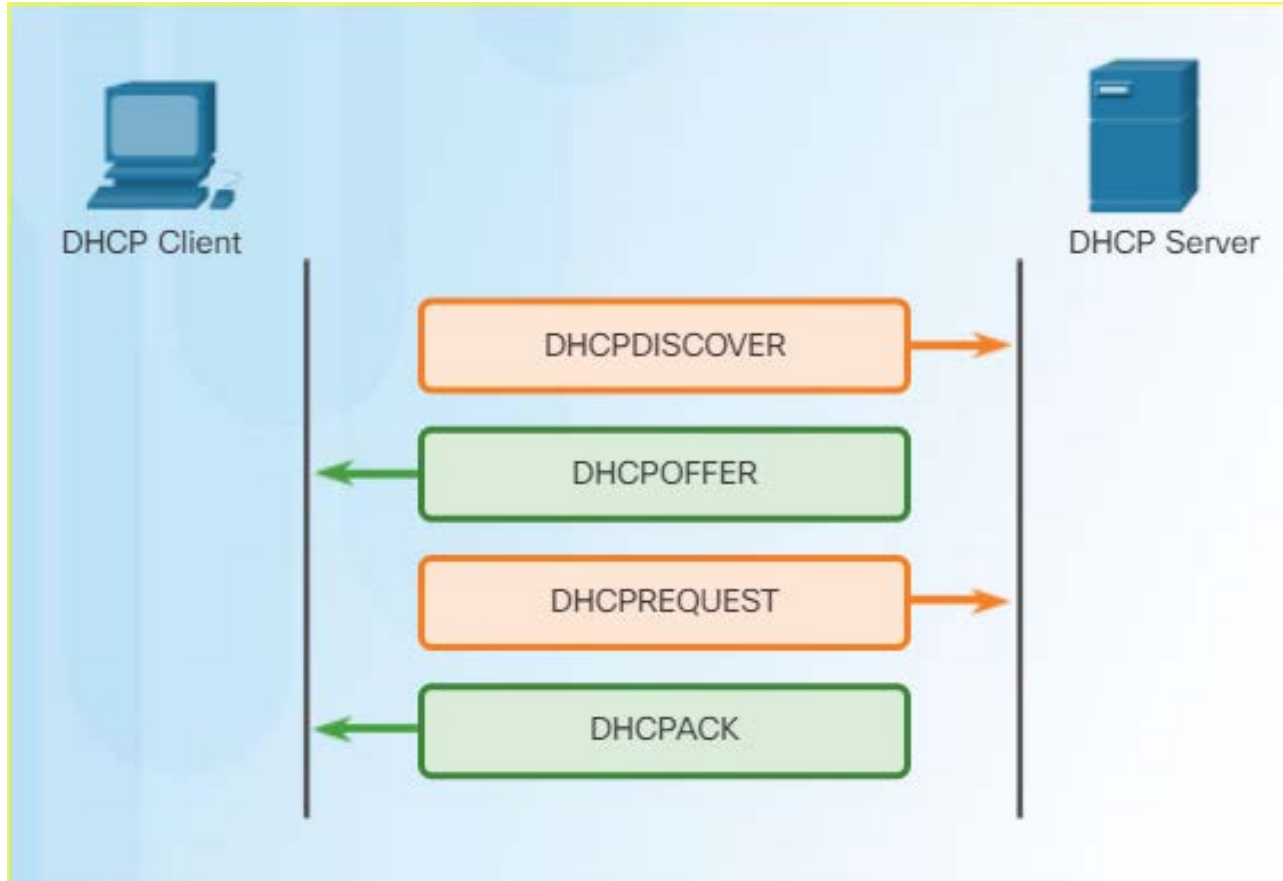 DHCP Client
DHCP Server
DHCPDISCOVER
DHCPOFFER
DHCPREQUEST
DHCPACK